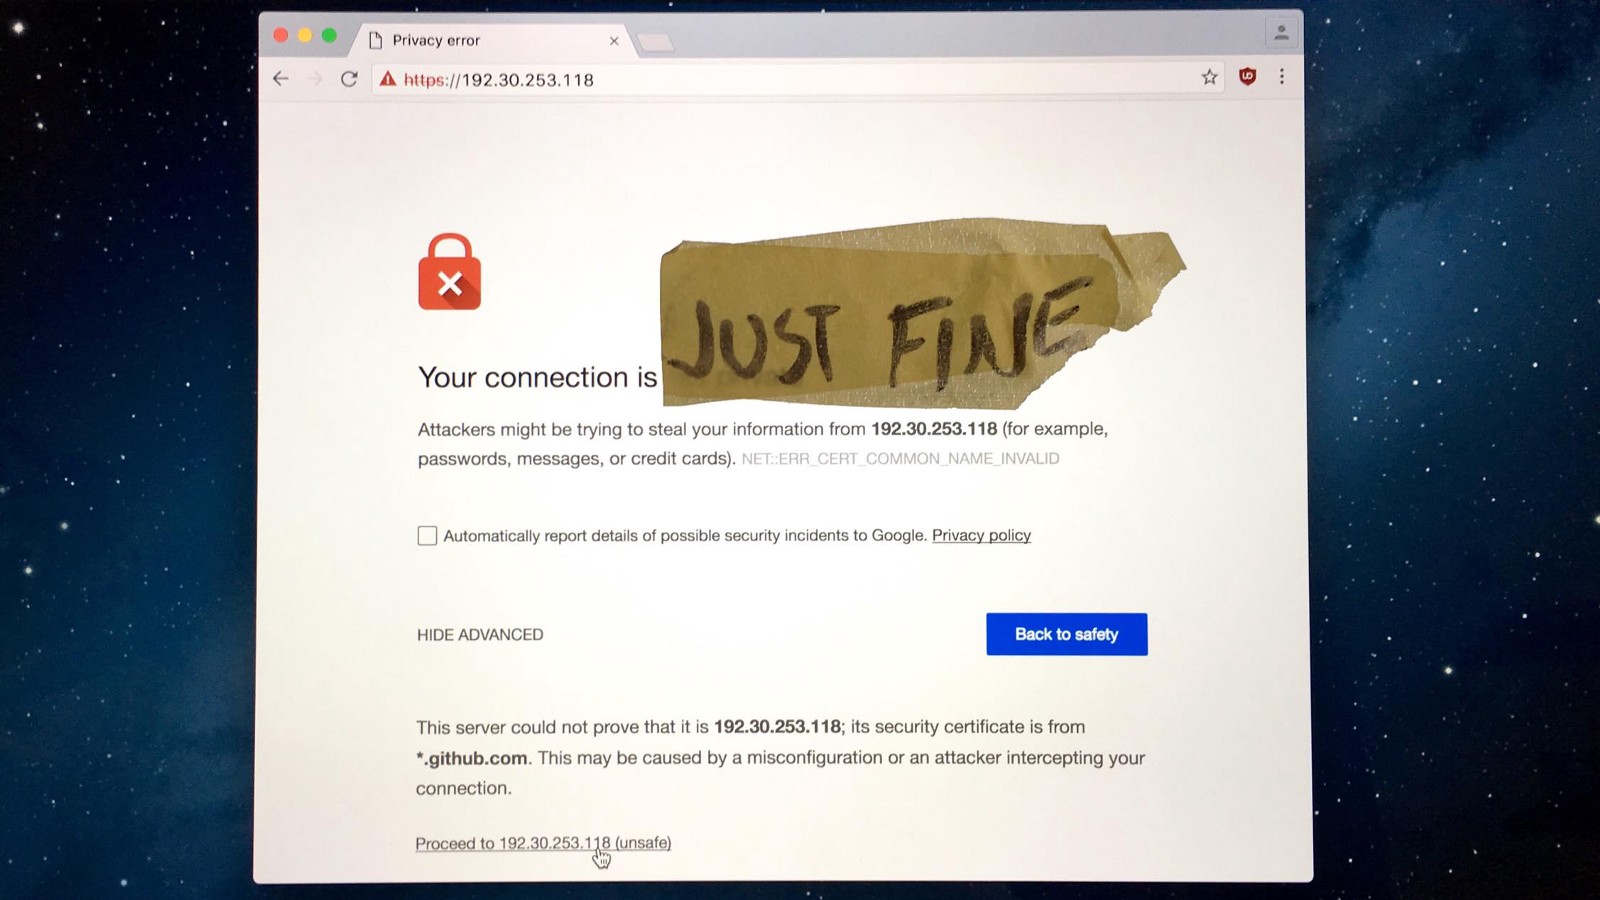 Privacy error
https://192.30.253.118
JUST FINE
Your connection is
Attackers might be trying to steal your information from 192.30.253.118 (for example,
passwords, messages, or credit cards). NET::ERR_CERT_COMMON_NAME_INVALID
Automatically report details of possible security incidents to Google. Privacy policy
HIDE ADVANCED
Back to safety
This server could not prove that it is 192.30.253.118; its security certificate is from
*.github.com. This may be caused by a misconfiguration or an attacker intercepting your
connection.
Proceed to 192.30.253.118 (unsafe)